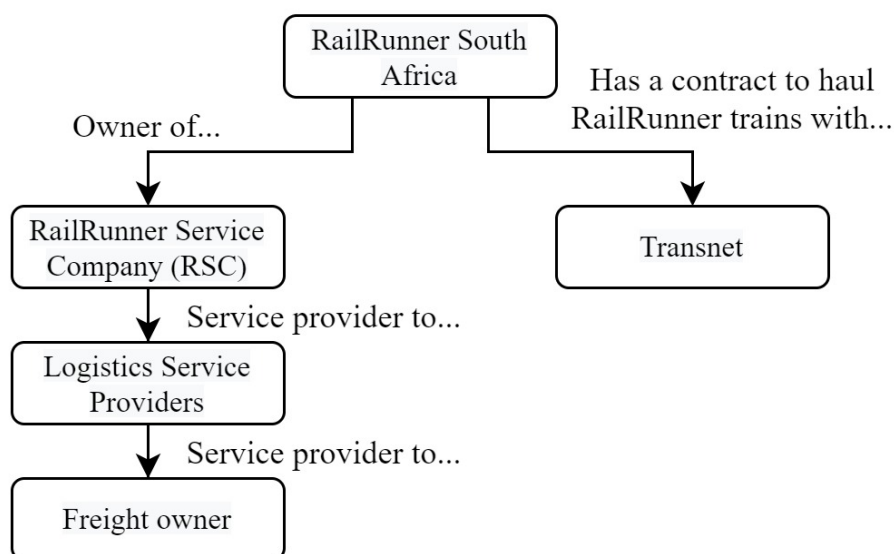 RailRunner South
Africa
Has a contract to haul
RailRunner trains with...
Owner of...
RailRunner Service
Company (RSC)
Transnet
Service provider to...
Logistics Service
Providers
Service provider to...
Freight owner